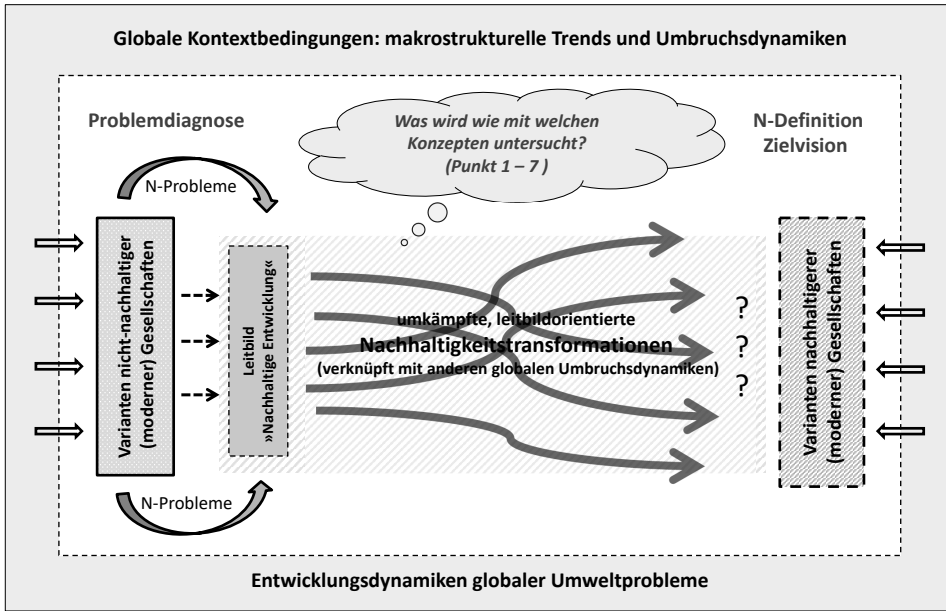 Globale Kontextbedingungen: makrostrukturelle Trends und Umbruchsdynamiken
Problemdiagnose
Was wird wie mit welchen
Konzepten untersucht?
(Punkt 1 – 7 )
N-Definition
Zielvision
N-Probleme
Varianten nicht-nachhaltiger
(moderner) Gesellschaften
Leitbild
»Nachhaltige Entwicklung«
umkämpfte, leitbildorientierte
Nachhaltigkeitstransformationen
(verknüpft mit anderen globalen Umbruchsdynamiken)
?
?
?
Varianten nachhaltigerer
(moderner) Gesellschaften
N-Probleme
Entwicklungsdynamiken globaler Umweltprobleme